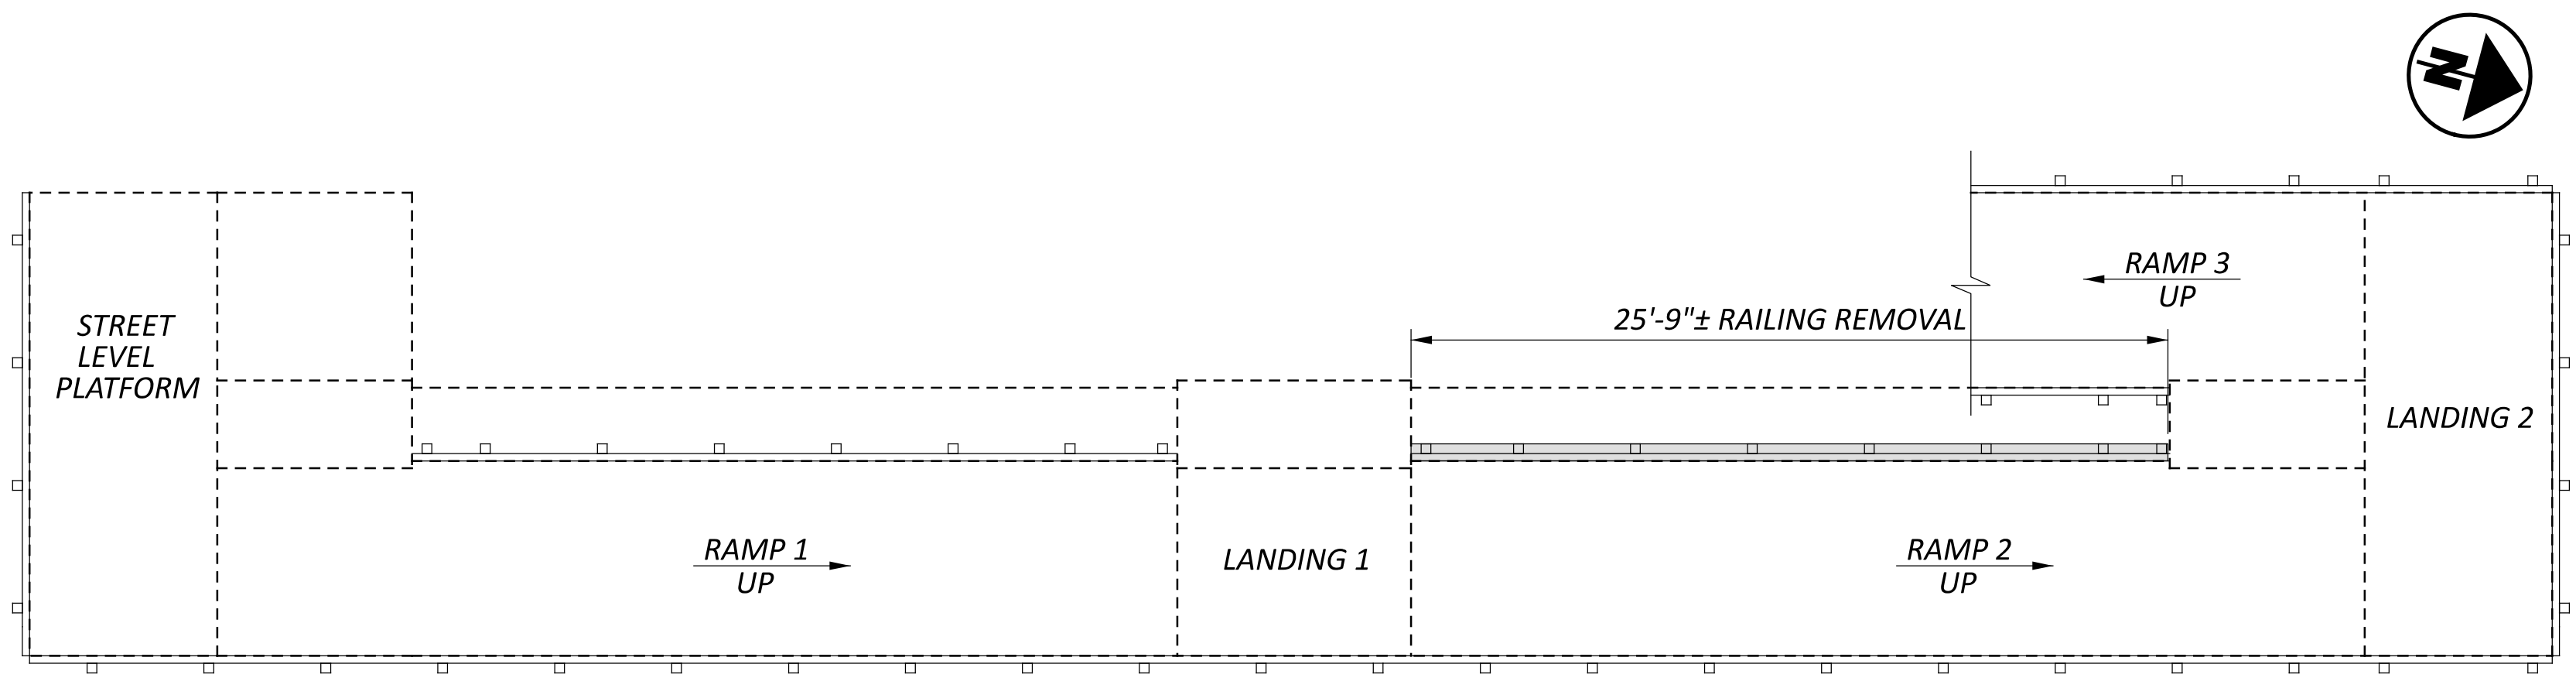 N
RAMP 3
UP
25'-9"± RAILING REMOVAL
STREET
LEVEL
PLATFORM
LANDING 2
RAMP 1
UP
LANDING 1
RAMP 2
UP